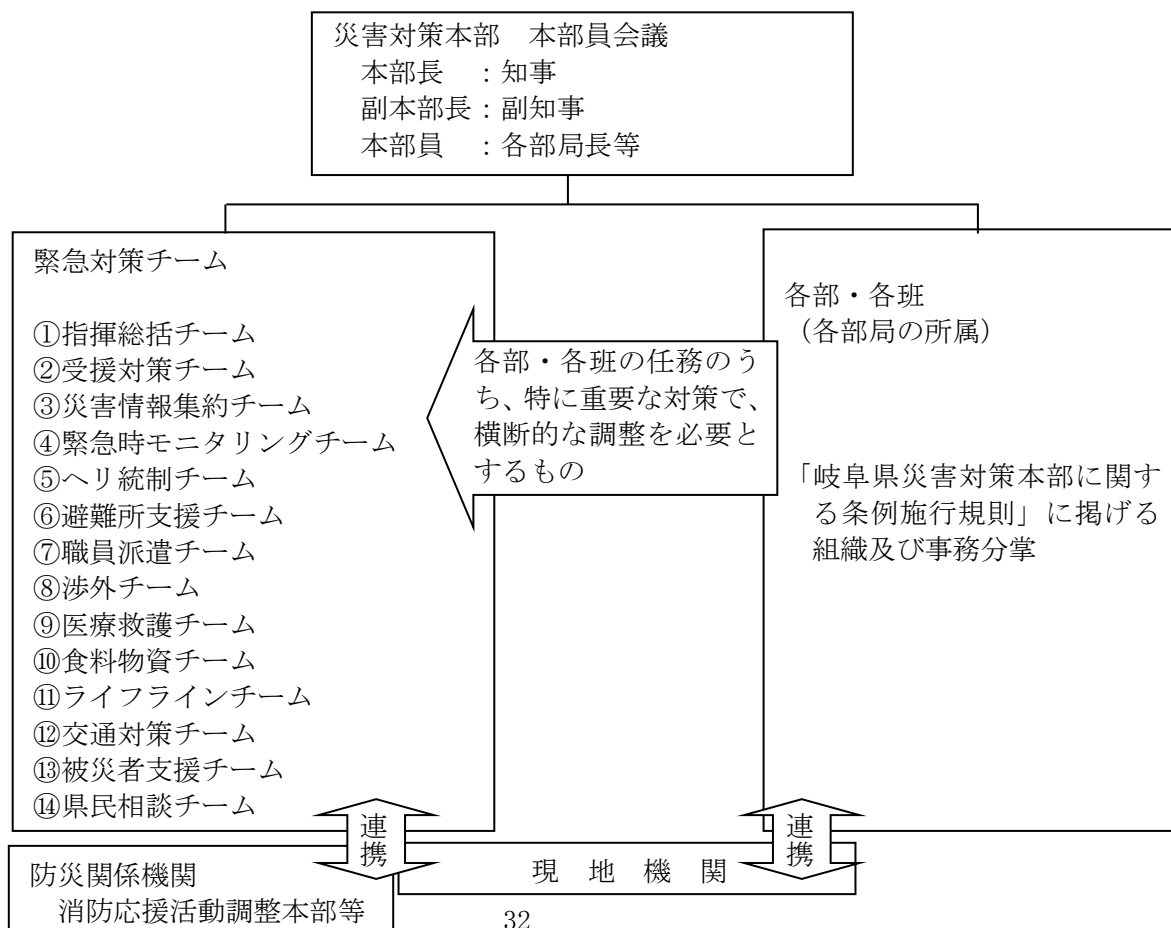 災害対策本部　本部員会議
本部長　：知事
副本部長：副知事
本部員　：各部局長等
緊急対策チーム
①指揮総括チーム
②受援対策チーム
③災害情報集約チーム
④緊急時モニタリングチーム
⑤ヘリ統制チーム
⑥避難所支援チーム
⑦職員派遣チーム
⑧渉外チーム
⑨医療救護チーム
⑩食料物資チーム
⑪ライフラインチーム
⑫交通対策チーム
⑬被災者支援チーム
⑭県民相談チーム
各部・各班の任務のう
ち、特に重要な対策で、
横断的な調整を必要と
するもの
各部・各班
（各部局の所属）
「岐阜県災害対策本部に関す
る条例施行規則」に掲げる
組織及び事務分掌
連携
連携
防災関係機関
消防応援活動調整本部等
現　地　機　関
32